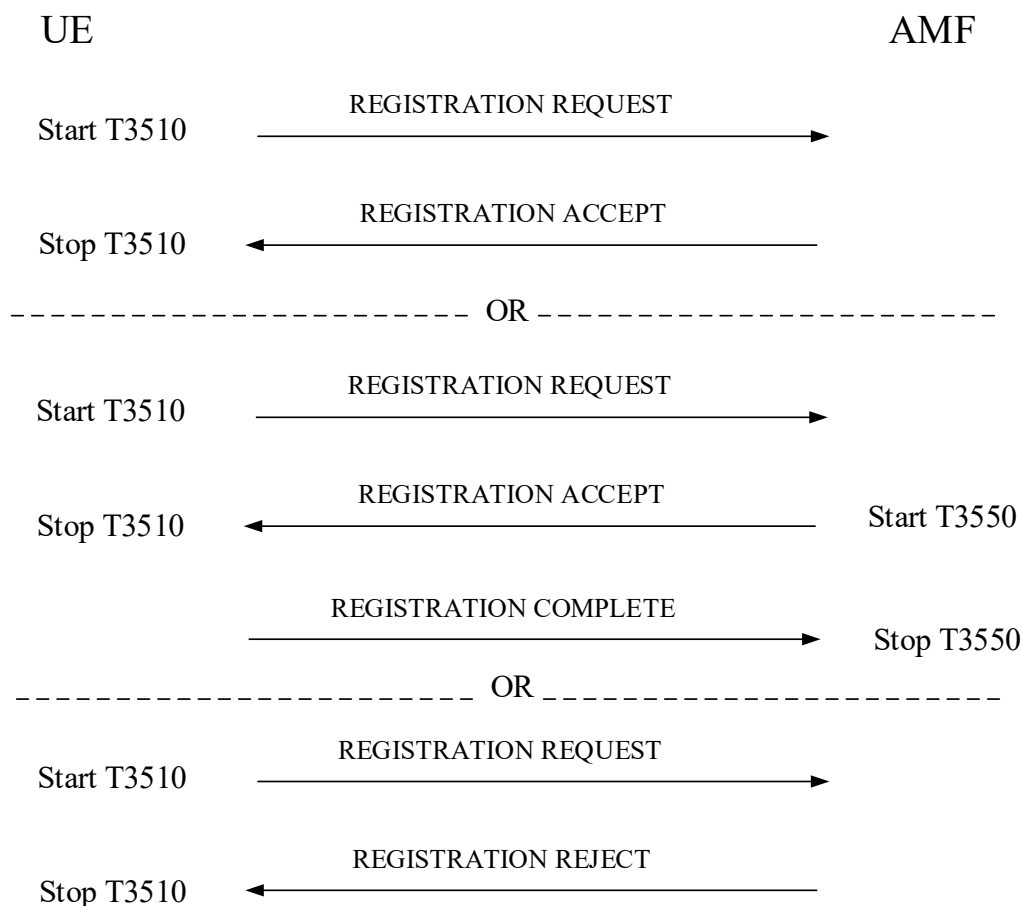 UE AMF
REGISTRATION REQUEST
Start T3510
REGISTRATION ACCEPT
Stop T3510
OR
REGISTRATION REQUEST
Start T3510
REGISTRATION ACCEPT
Stop T3510 Start T3550
REGISTRATION COMPLETE
Stop T3550
OR
REGISTRATION REQUEST
Start T3510
REGISTRATION REJECT
Stop T3510